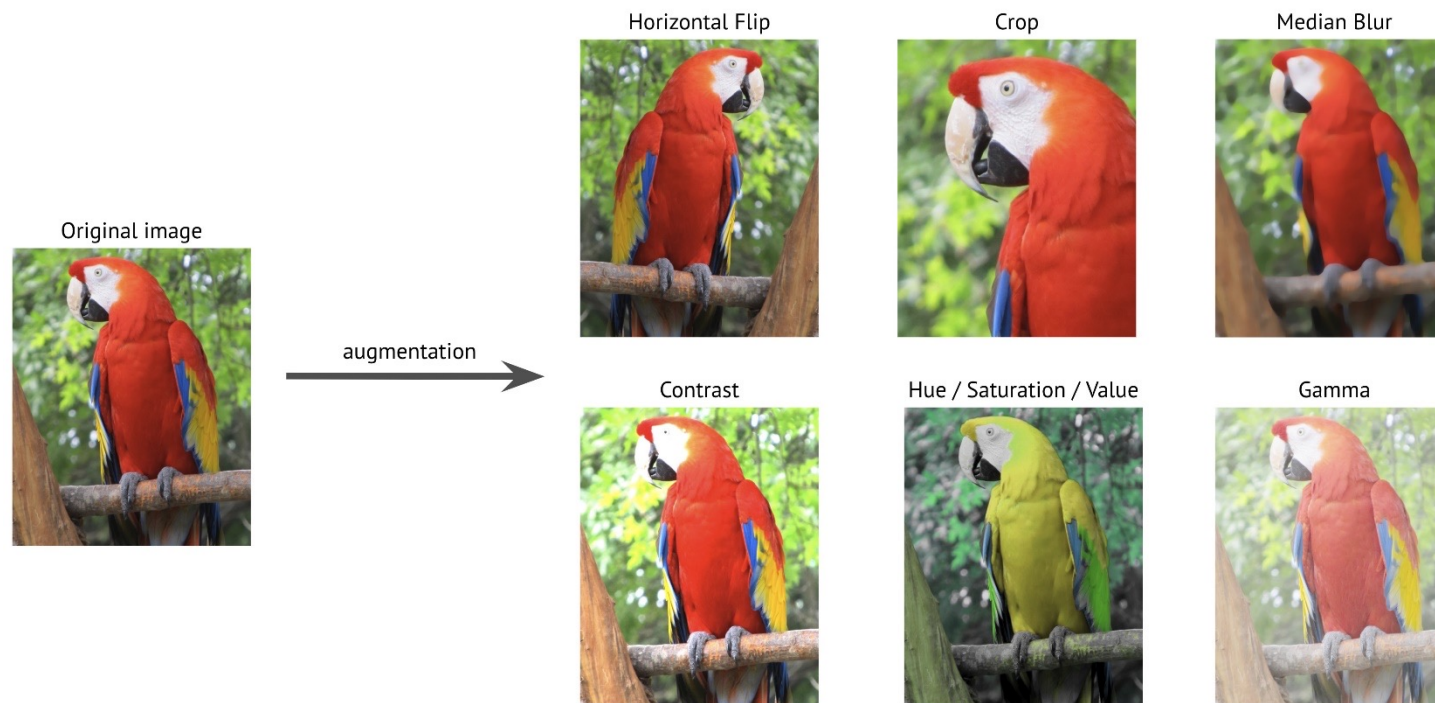 Original image
augmentation
Horizontal Flip
Crop
Median Blur
Contrast
Hue / Saturation / Value
Gamma